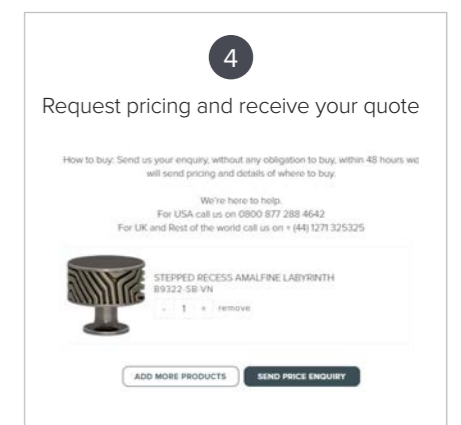 4
Request pricing and receive your quote
How to buy: Send us your enquiry, without any obligation to buy, within 48 hours we
will send pricing and details of where to buy.
We're here to help.
For USA call us on 0800 877 288 4642
For UK and Rest of the world call us on + (44) 1271 325325
STEPPED RECESS AMALFINE LABYRINTH
B9322-SB-VN
- 1 + remove
ADD MORE PRODUCTS SEND PRICE ENQUIRY